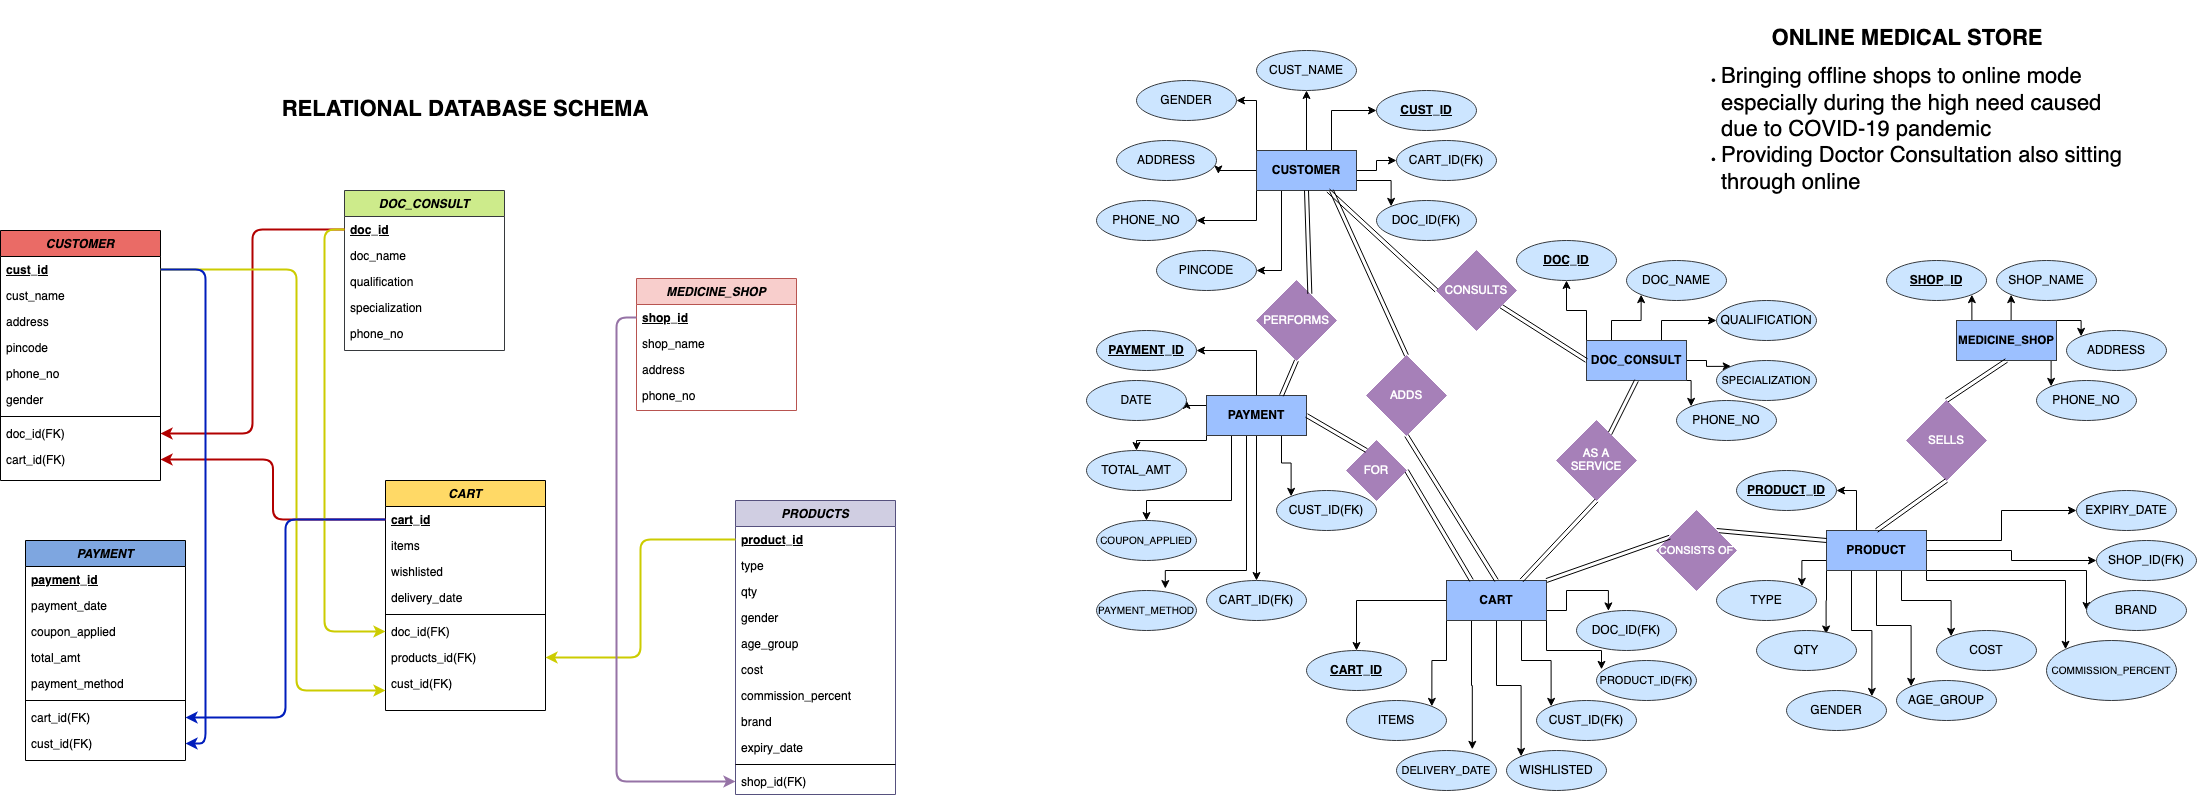 RELATIONAL DATABASE SCHEMA
CUSTOMER
cust_id
cust_name
address
pincode
phone_no
gender
doc_id(FK)
cart_id(FK)
DOC_CONSULT
doc_id
doc_name
qualification
specialization
phone_no
MEDICINE_SHOP
shop_id
shop_name
address
phone_no
PAYMENT
payment_id
payment_date
coupon_applied
total_amt
payment_method
cart_id(FK)
cust_id(FK)
CART
cart_id
items
wishlisted
delivery_date
doc_id(FK)
products_id(FK)
cust_id(FK)
PRODUCTS
product_id
type
qty
gender
age_group
cost
commission_percent
brand
expiry_date
shop_id(FK)
ONLINE MEDICAL STORE
• Bringing offline shops to online mode
especially during the high need caused
due to COVID-19 pandemic
• Providing Doctor Consultation also sitting
through online
CUST_NAME
GENDER
CUST_ID
ADDRESS
CUSTOMER
CART_ID(FK)
PHONE_NO
DOC_ID(FK)
PINCODE
PERFORMS
CONSULTS
ADDS
FOR
DOC_ID
DOC_NAME
QUALIFICATION
DOC_CONSULT
SPECIALIZATION
PHONE_NO
AS A
SERVICE
SHOP_ID
SHOP_NAME
MEDICINE_SHOP
ADDRESS
PHONE_NO
SELLS
PAYMENT_ID
DATE
PAYMENT
TOTAL_AMT
COUPON_APPLIED
PAYMENT_METHOD
CART_ID(FK)
CUST_ID(FK)
CONSISTS OF
CART
CART_ID
ITEMS
DELIVERY_DATE
WISHLISTED
CUST_ID(FK)
PRODUCT_ID(FK)
DOC_ID(FK)
PRODUCT_ID
PRODUCT
EXPIRY_DATE
SHOP_ID(FK)
BRAND
COMMISSION_PERCENT
COST
AGE_GROUP
GENDER
QTY
TYPE